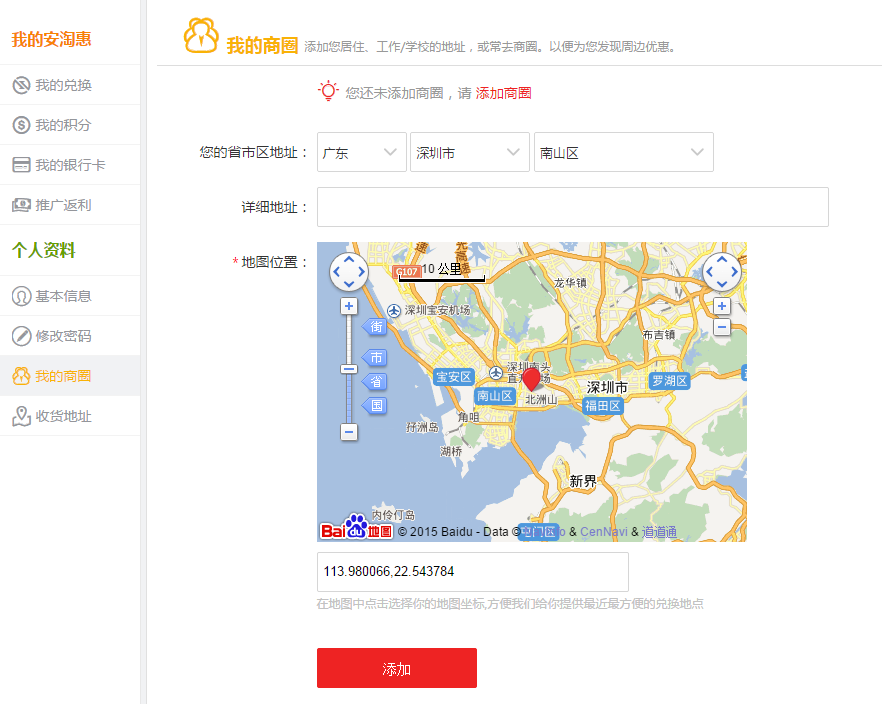 我的安淘惠
我的兑换
我的积分
我的银行卡
推广返利
个人资料
基本信息
修改密码
我的商圈
收货地址
我的商圈 添加您居住、工作/学校的地址，或常去商圈。以便为您发现周边优惠。
您还未添加商圈，请 添加商圈
您的省市区地址： 广东 深圳市 南山区
详细地址：
*地图位置：
G107
10 公里
龙华镇
深圳宝安机场
街
市
省
国
布吉镇
深圳南头
宝安区
罗湖区
深圳市
南山区
北洲山
福田区
角咀
孖洲岛
湖桥
新界
内伶仃岛
Bai du 地图 © 2015 Baidu - Data © & CenNavi & 道道通
113.980066,22.543784
在地图中点击选择你的地图坐标,方便我们给你提供最近最方便的兑换地点
添加